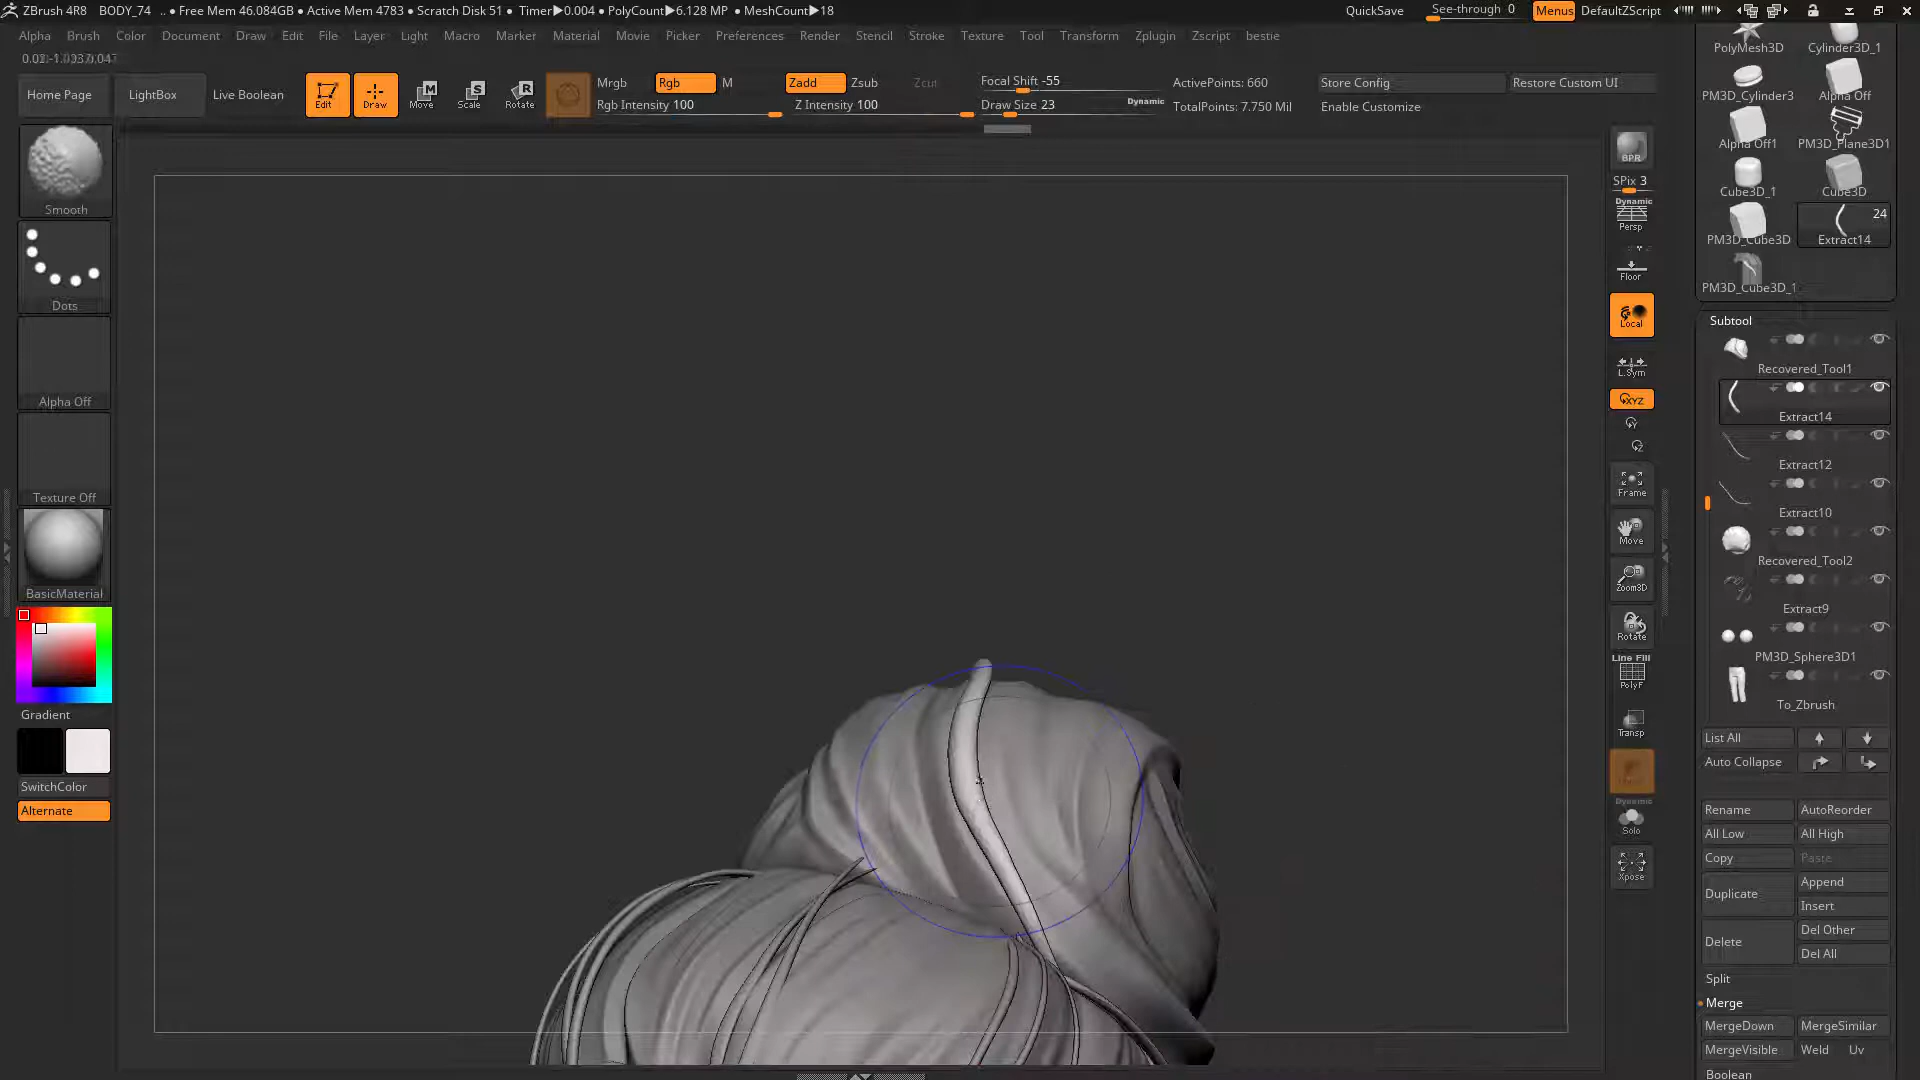 ZBrush 4R8 BODY_74 .. • Free Mem 46.084GB • Active Mem 4783 • Scratch Disk 51 • Timer▶0.004 • PolyCount▶6.128 MP • MeshCount▶18 QuickSave See-through 0 Menus DefaultZScript
Alpha Brush Color Document Draw Edit File Layer Light Macro Marker Material Movie Picker Preferences Render Stencil Stroke Texture Tool Transform Zplugin Zscript bestie
Home Page LightBox Live Boolean Edit Draw Move Scale Rotate
Mrgb Rgb M Zadd Zsub Zcut Focal Shift -55 ActivePoints: 660 Store Config Restore Custom UI
Rgb Intensity 100 Z Intensity 100 Draw Size 23 Dynamic TotalPoints: 7.750 Mil Enable Customize
Smooth
Dots
Alpha Off
Texture Off
BasicMaterial
Gradient
SwitchColor
Alternate
BPR
SPix 3
Dynamic
Persp
Floor
Local
L.Sym
XYZ
Frame
Move
Zoom3D
Rotate
Line Fill
PolyF
Transp
Dynamic
Solo
Xpose
PolyMesh3D Cylinder3D_1
PM3D_Cylinder3 Alpha Off
Alpha Off1 PM3D_Plane3D1
Cube3D_1 Cube3D
24
PM3D_Cube3D Extract14
PM3D_Cube3D_1
Subtool
Recovered_Tool1
Extract14
Extract12
Extract10
Recovered_Tool2
Extract9
PM3D_Sphere3D1
To_Zbrush
List All
Auto Collapse
Rename AutoReorder
All Low All High
Copy Paste
Duplicate Append
Insert
Delete Del Other
Del All
Split
Merge
MergeDown MergeSimilar
MergeVisible Weld Uv
Boolean